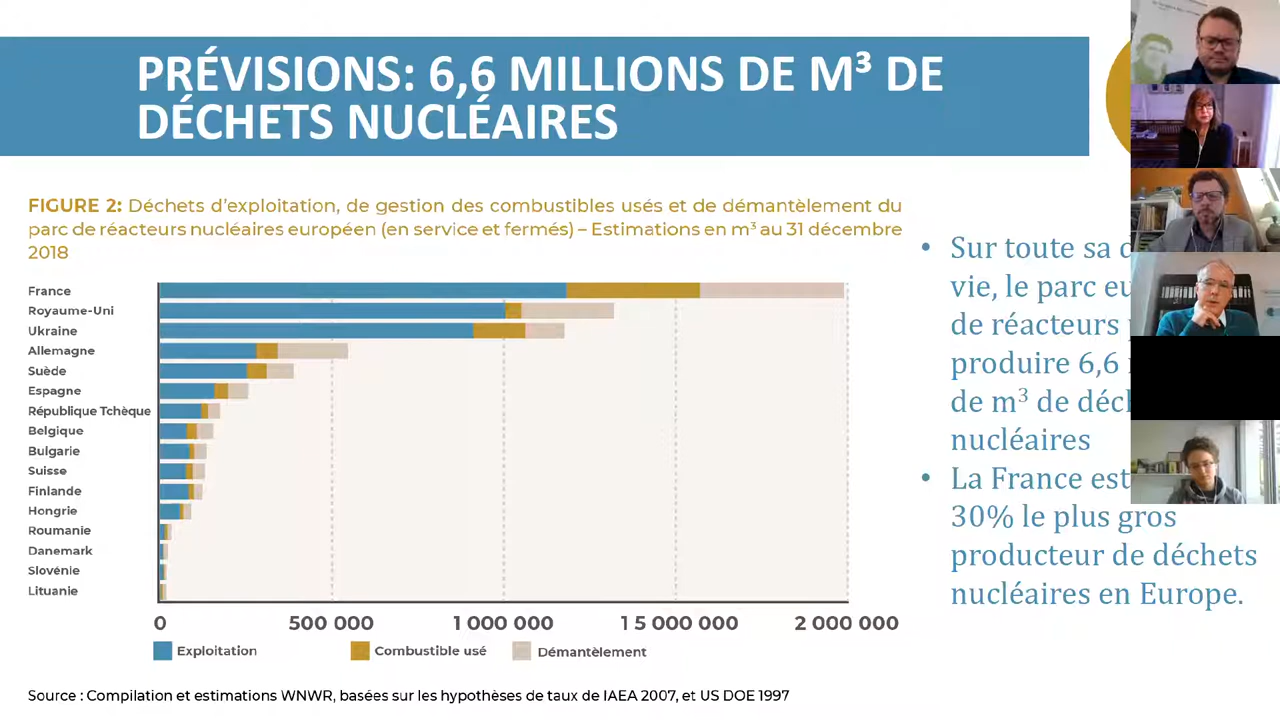 PRÉVISIONS: 6,6 MILLIONS DE M³ DE
DÉCHETS NUCLÉAIRES
FIGURE 2: Déchets d'exploitation, de gestion des combustibles usés et de démantèlement du
parc de réacteurs nucléaires européen (en service et fermés) – Estimations en m³ au 31 décembre
2018
France
Royaume-Uni
Ukraine
Allemagne
Suède
Espagne
République Tchèque
Belgique
Bulgarie
Suisse
Finlande
Hongrie
Roumanie
Danemark
Slovénie
Lituanie
0 500 000 1 000 000 1 5 000 000 2 000 000
Exploitation Combustible usé Démantèlement
Source : Compilation et estimations WNWR, basées sur les hypothèses de taux de IAEA 2007, et US DOE 1997
• Sur toute sa
vie, le parc
de réacteurs
produire 6,6
de m³ de
nucléaires
• La France est
30% le plus gros
producteur de déchets
nucléaires en Europe.